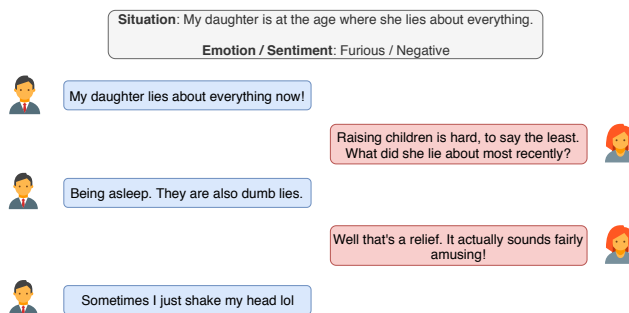 Situation: My daughter is at the age where she lies about everything.
Emotion / Sentiment: Furious / Negative
My daughter lies about everything now!
Raising children is hard, to say the least.
What did she lie about most recently?
Being asleep. They are also dumb lies.
Well that's a relief. It actually sounds fairly
amusing!
Sometimes I just shake my head lol